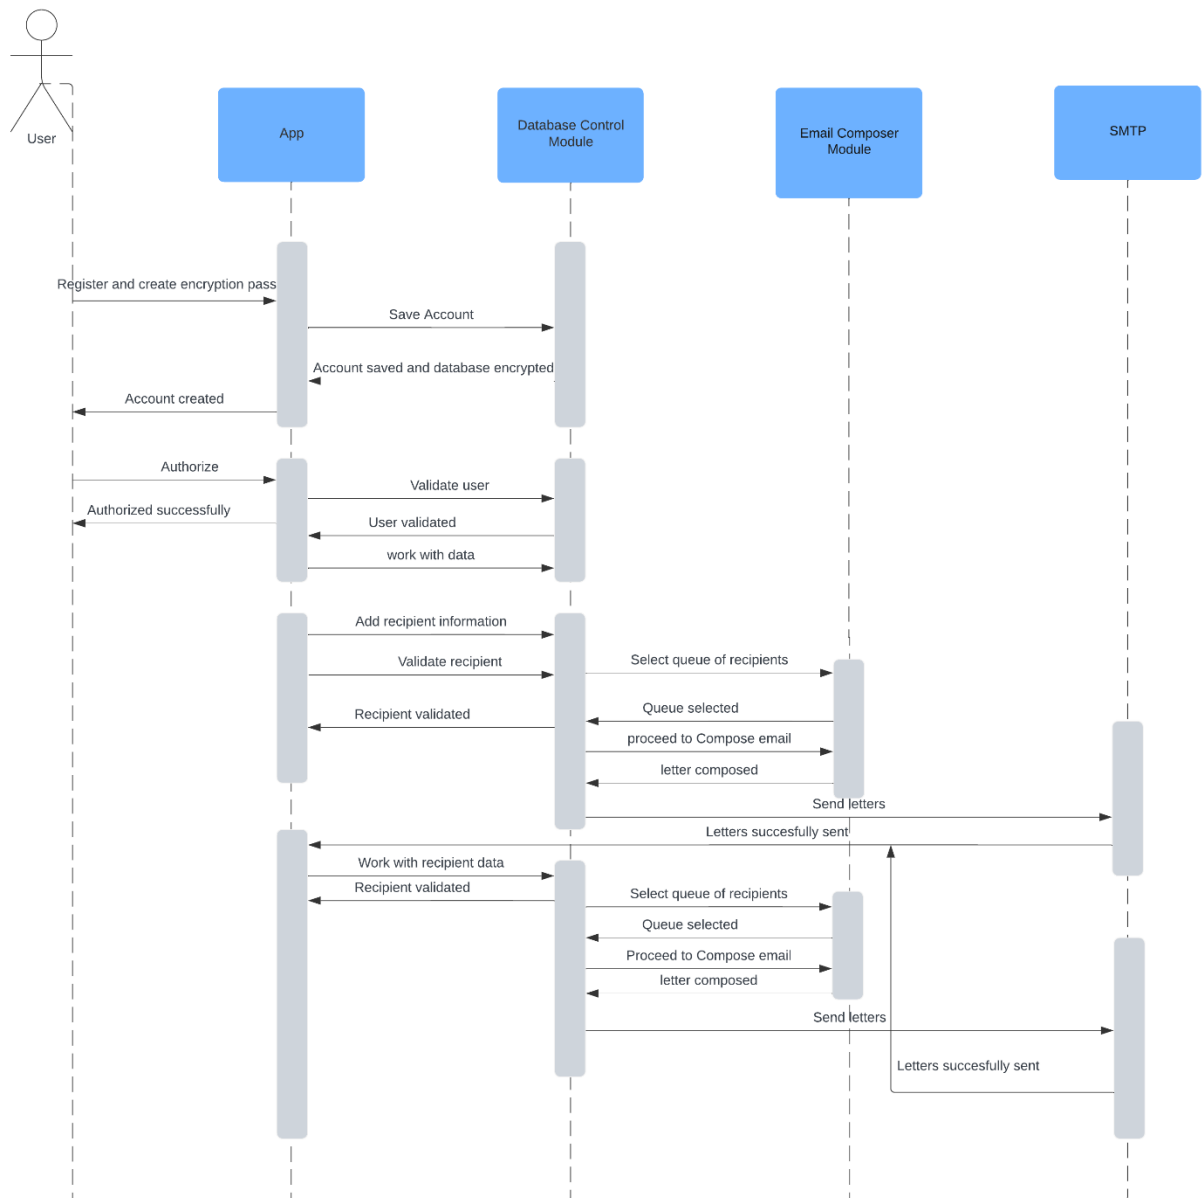 User
App
Database Control
Module
Email Composer
Module
SMTP
Register and create encryption pass
Save Account
Account saved and database encrypted
Account created
Authorize
Validate user
Authorized successfully
User validated
work with data
Add recipient information
Validate recipient
Select queue of recipients
Recipient validated
Queue selected
proceed to Compose email
letter composed
Send letters
Letters succesfully sent
Work with recipient data
Recipient validated
Select queue of recipients
Queue selected
Proceed to Compose email
letter composed
Send letters
Letters succesfully sent